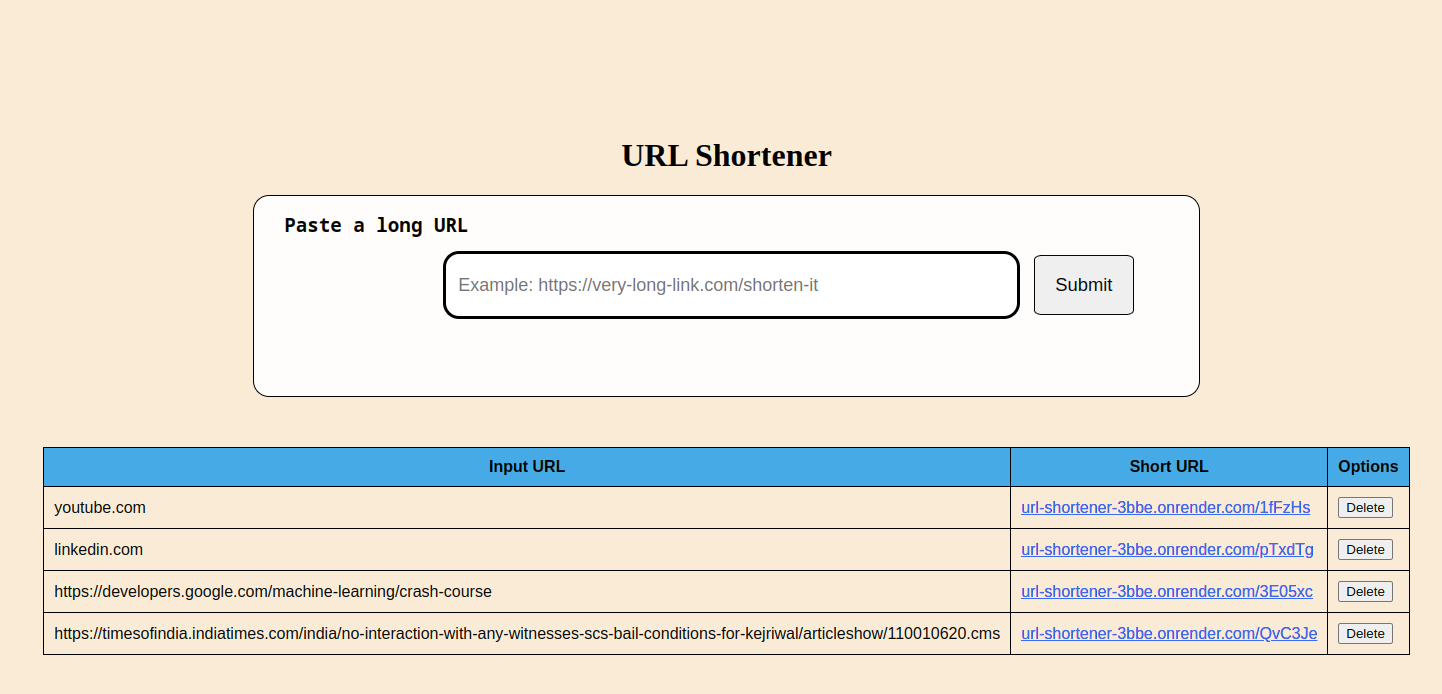 URL Shortener
Paste a long URL
Example: https://very-long-link.com/shorten-it
Submit
Input URL Short URL Options
youtube.com url-shortener-3bbe.onrender.com/1fFzHs Delete
linkedin.com url-shortener-3bbe.onrender.com/pTxdTg Delete
https://developers.google.com/machine-learning/crash-course url-shortener-3bbe.onrender.com/3E05xc Delete
https://timesofindia.indiatimes.com/india/no-interaction-with-any-witnesses-scs-bail-conditions-for-kejriwal/articleshow/110010620.cms url-shortener-3bbe.onrender.com/QvC3Je Delete